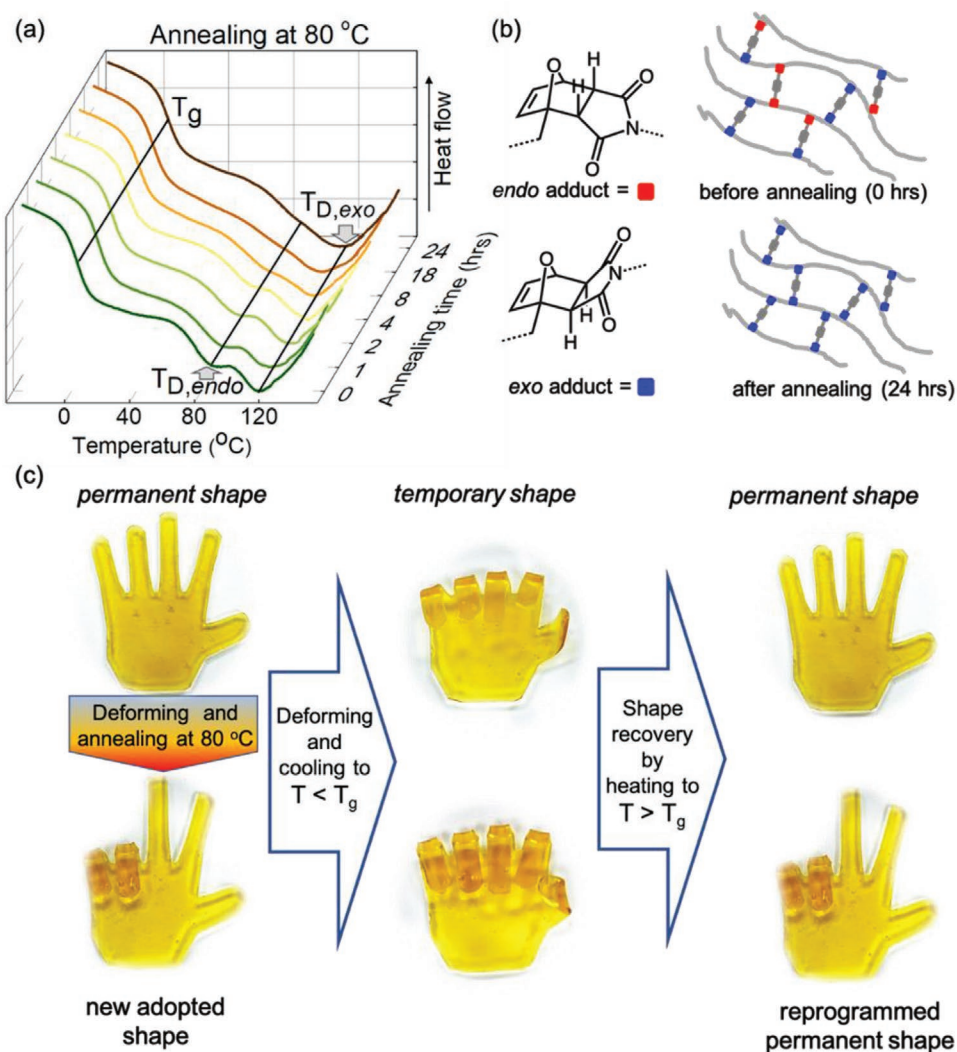 (a)
Annealing at 80 °C
Tg
TD,exo
TD,endo
Heat flow
24
18
8
4
2
1
0
Annealing time (hrs)
0 40 80 120
Temperature (°C)
(b)
O
H
H
O
N
O
endo adduct =
before annealing (0 hrs)
O
O
N
H
O
H
exo adduct =
after annealing (24 hrs)
(c)
permanent shape
temporary shape
permanent shape
Deforming and
annealing at 80 °C
Deforming
and
cooling to
T < Tg
Shape
recovery
by
heating to
T > Tg
new adopted
shape
reprogrammed
permanent shape